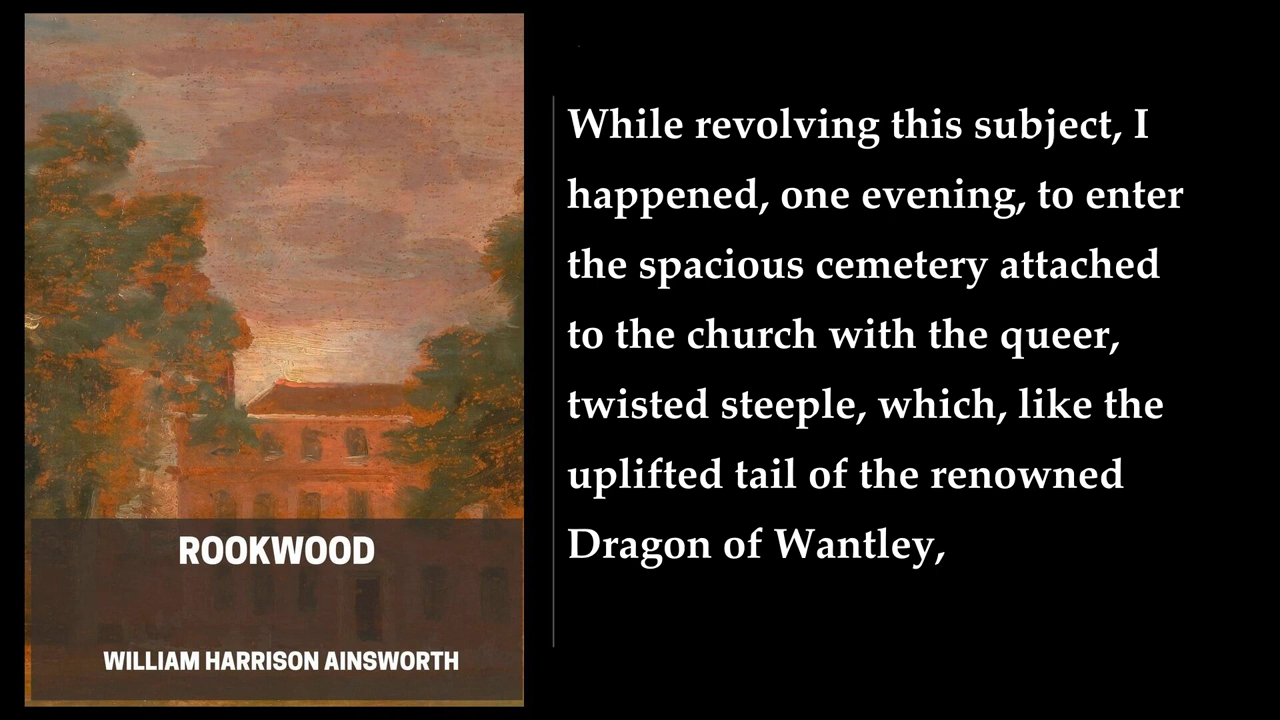 ROOKWOOD
WILLIAM HARRISON AINSWORTH
While revolving this subject, I
happened, one evening, to enter
the spacious cemetery attached
to the church with the queer,
twisted steeple, which, like the
uplifted tail of the renowned
Dragon of Wantley,